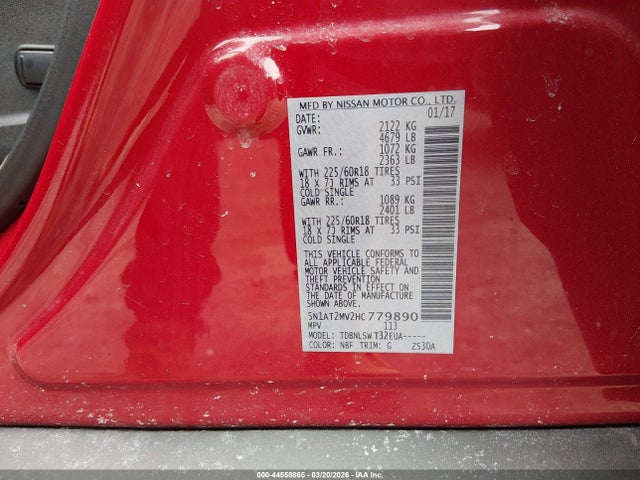 MFD BY NISSAN MOTOR CO., LTD.
DATE: 01/17
GVWR: 2122 KG
4679 LB
GAWR FR.: 1072 KG
2363 LB
WITH 225/60R18 TIRES
18 X 7J RIMS AT 33 PSI
COLD SINGLE
GAWR RR.: 1089 KG
2401 LB
WITH 225/60R18 TIRES
18 X 7J RIMS AT 33 PSI
COLD SINGLE
THIS VEHICLE CONFORMS TO
ALL APPLICABLE FEDERAL
MOTOR VEHICLE SAFETY AND
THEFT PREVENTION
STANDARDS IN EFFECT ON
THE DATE OF MANUFACTURE
SHOWN ABOVE.
5N1AT2MV2HC779890
MPV 113
MODEL: TDBNLSWT32EUA-----
COLOR: NBF TRIM: G ZS30A
000-44558865 | 03/20/2026 - IAA Inc.